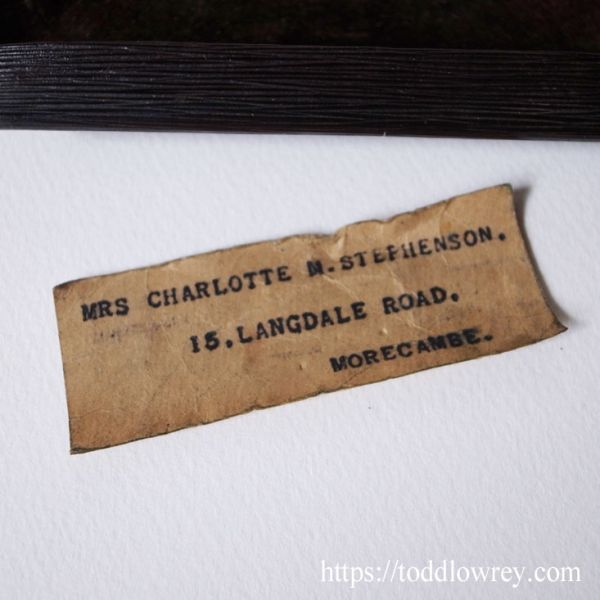 MRS CHARLOTTE M.STEPHENSON.
15.LANGDALE ROAD.
MORECAMBE.
https://toddlowrey.com/